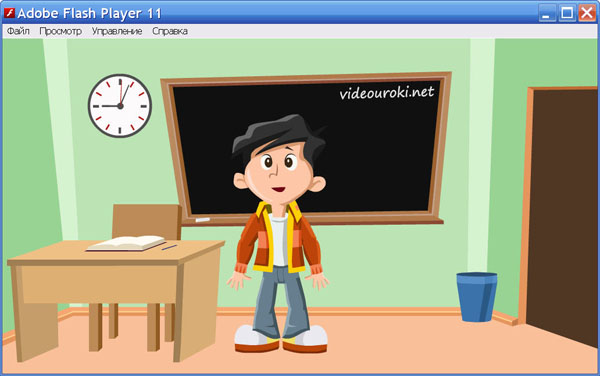 Adobe Flash Player 11
Файл Просмотр Управление Справка
videouroki.net